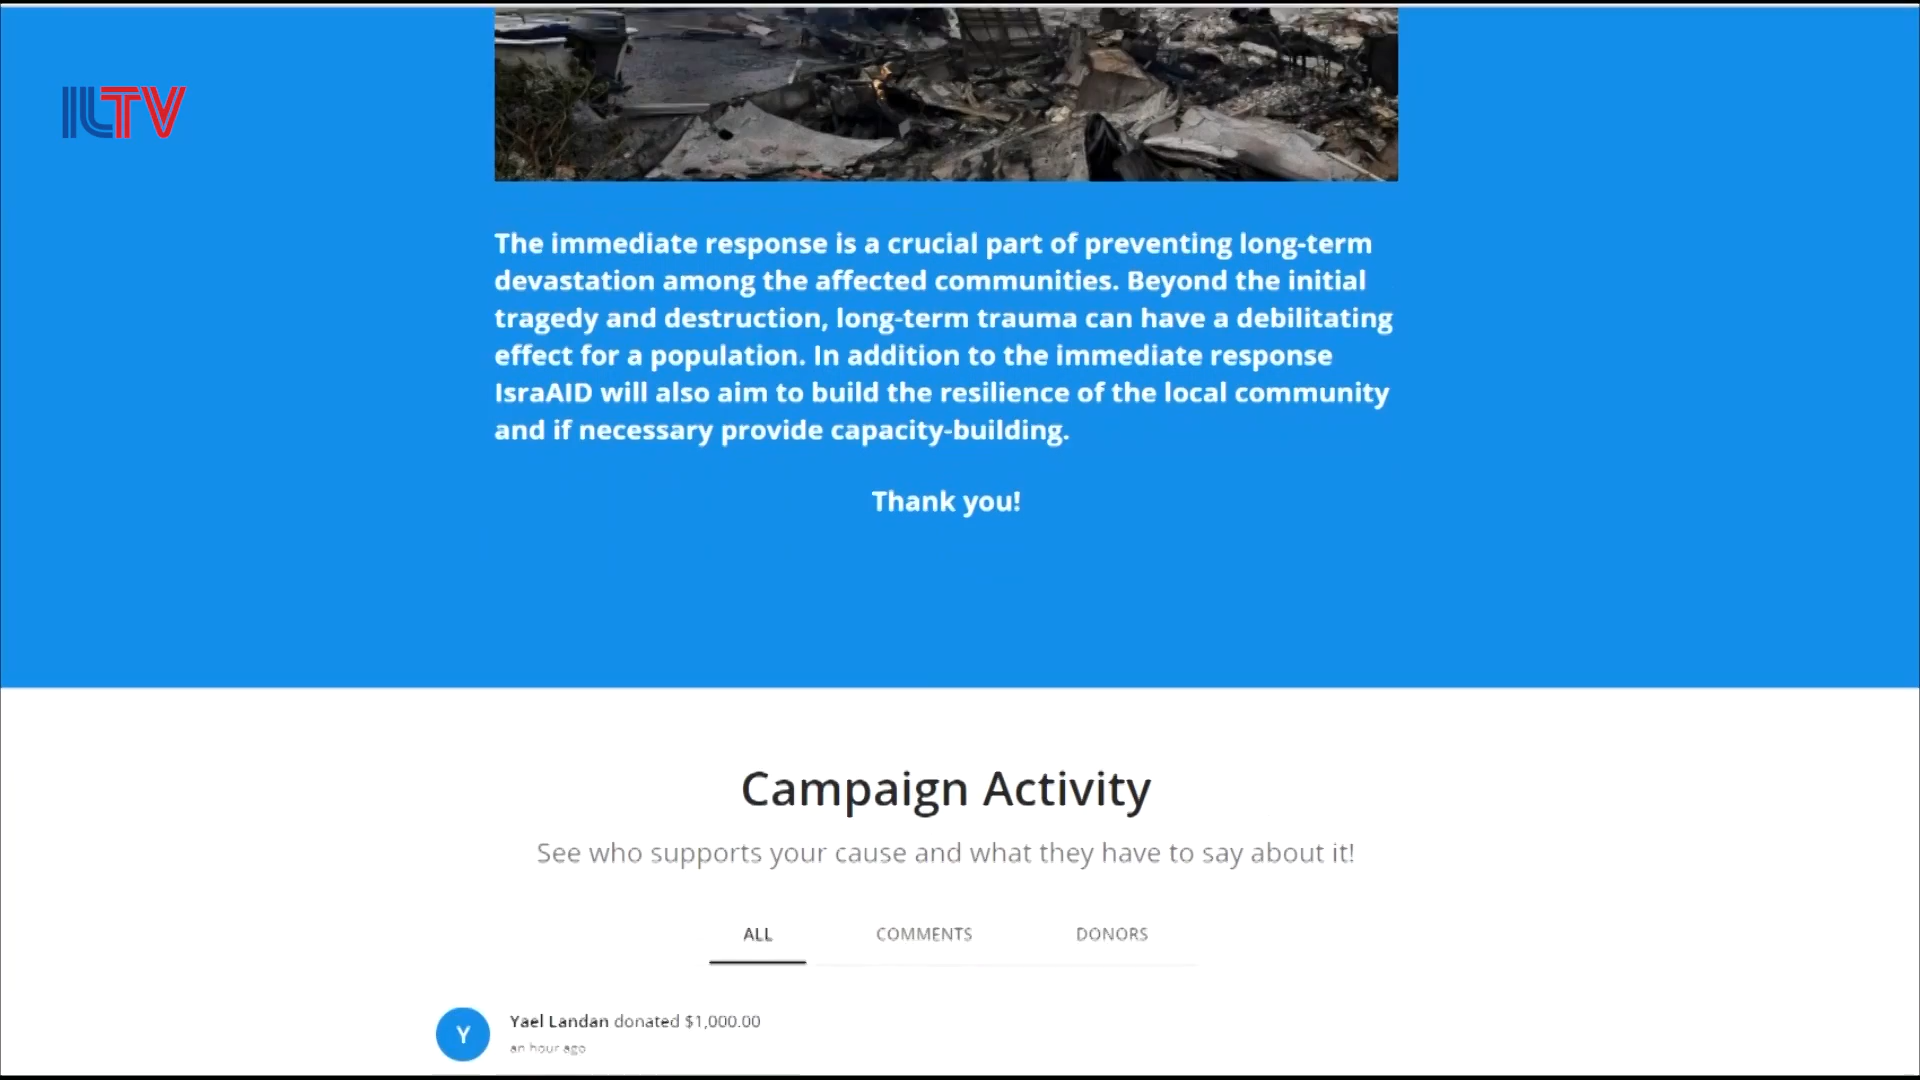 ILTV
The immediate response is a crucial part of preventing long-term
devastation among the affected communities. Beyond the initial
tragedy and destruction, long-term trauma can have a debilitating
effect for a population. In addition to the immediate response
IsraAID will also aim to build the resilience of the local community
and if necessary provide capacity-building.
Thank you!
Campaign Activity
See who supports your cause and what they have to say about it!
ALL COMMENTS DONORS
Y
Yael Landan donated $1,000.00
an hour ago